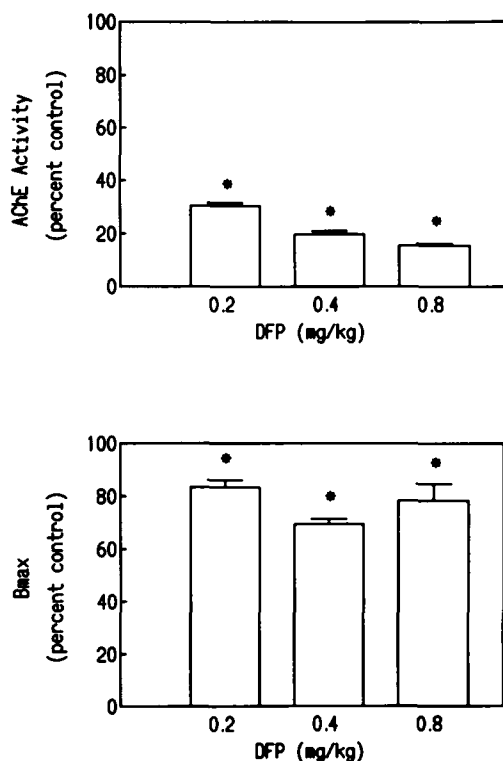 100
80
60
40
20
0
AChE Activity
(percent control)
*
*
*
0.2 0.4 0.8
DFP (mg/kg)
100
80
60
40
20
0
Bmax
(percent control)
*
*
*
0.2 0.4 0.8
DFP (mg/kg)